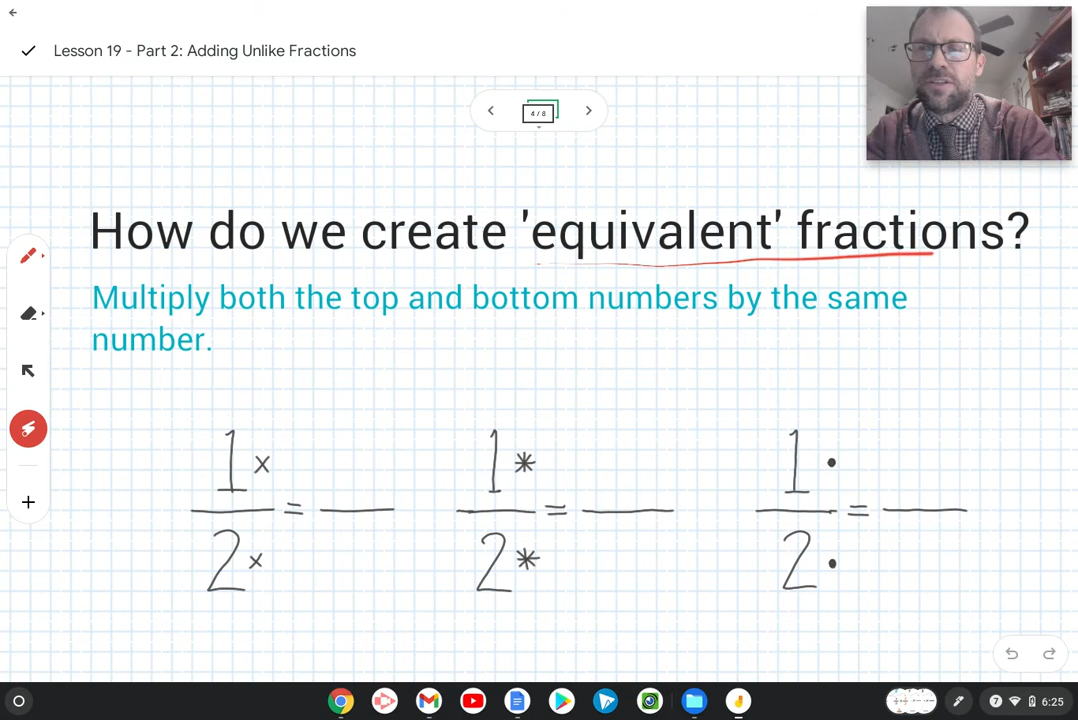 Lesson 19 - Part 2: Adding Unlike Fractions
4 / 8
How do we create 'equivalent' fractions?
Multiply both the top and bottom numbers by the same
number.
1 x 1 * 1 •
= = =
2 x 2 * 2 •
7 6:25